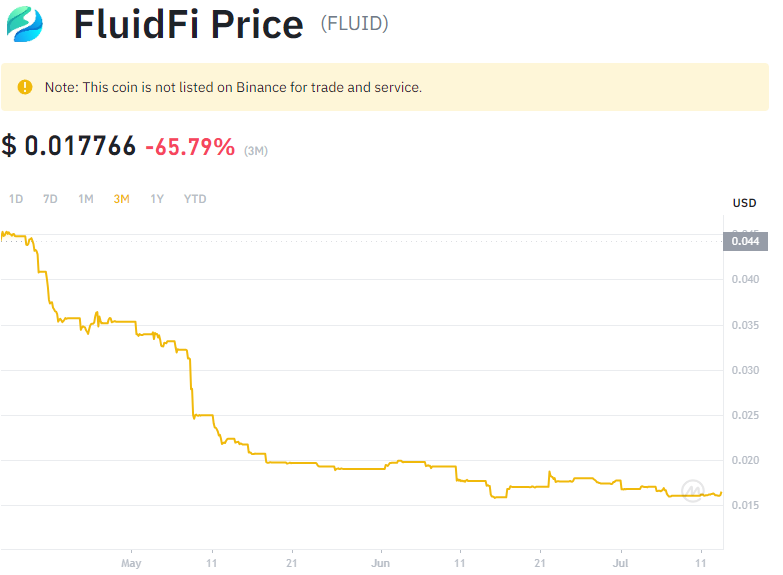 FluidFi Price (FLUID)
Note: This coin is not listed on Binance for trade and service.
$ 0.017766 -65.79% (3M)
1D 7D 1M 3M 1Y YTD
USD
0.045
0.044
0.040
0.035
0.030
0.025
0.020
0.015
May 11 21 Jun 11 21 Jul 11